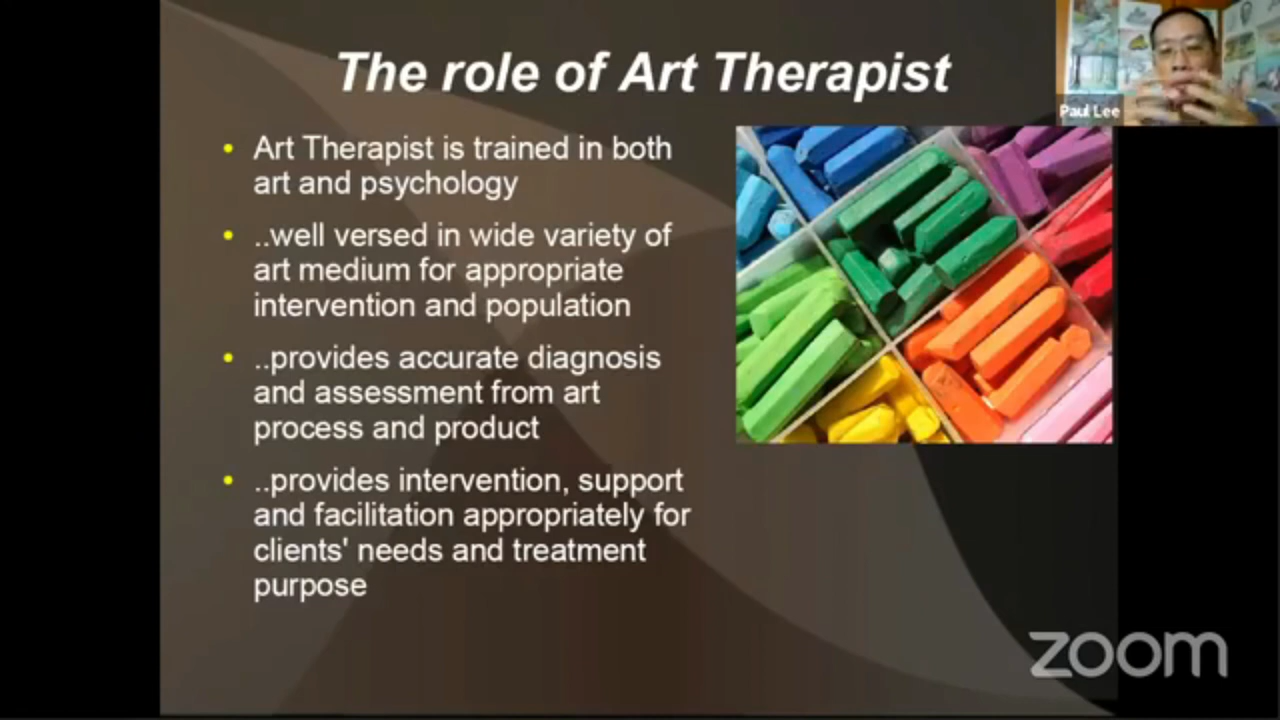 The role of Art Therapist
Paul Lee
• Art Therapist is trained in both
art and psychology
• ..well versed in wide variety of
art medium for appropriate
intervention and population
• ..provides accurate diagnosis
and assessment from art
process and product
• ..provides intervention, support
and facilitation appropriately for
clients' needs and treatment
purpose
zoom